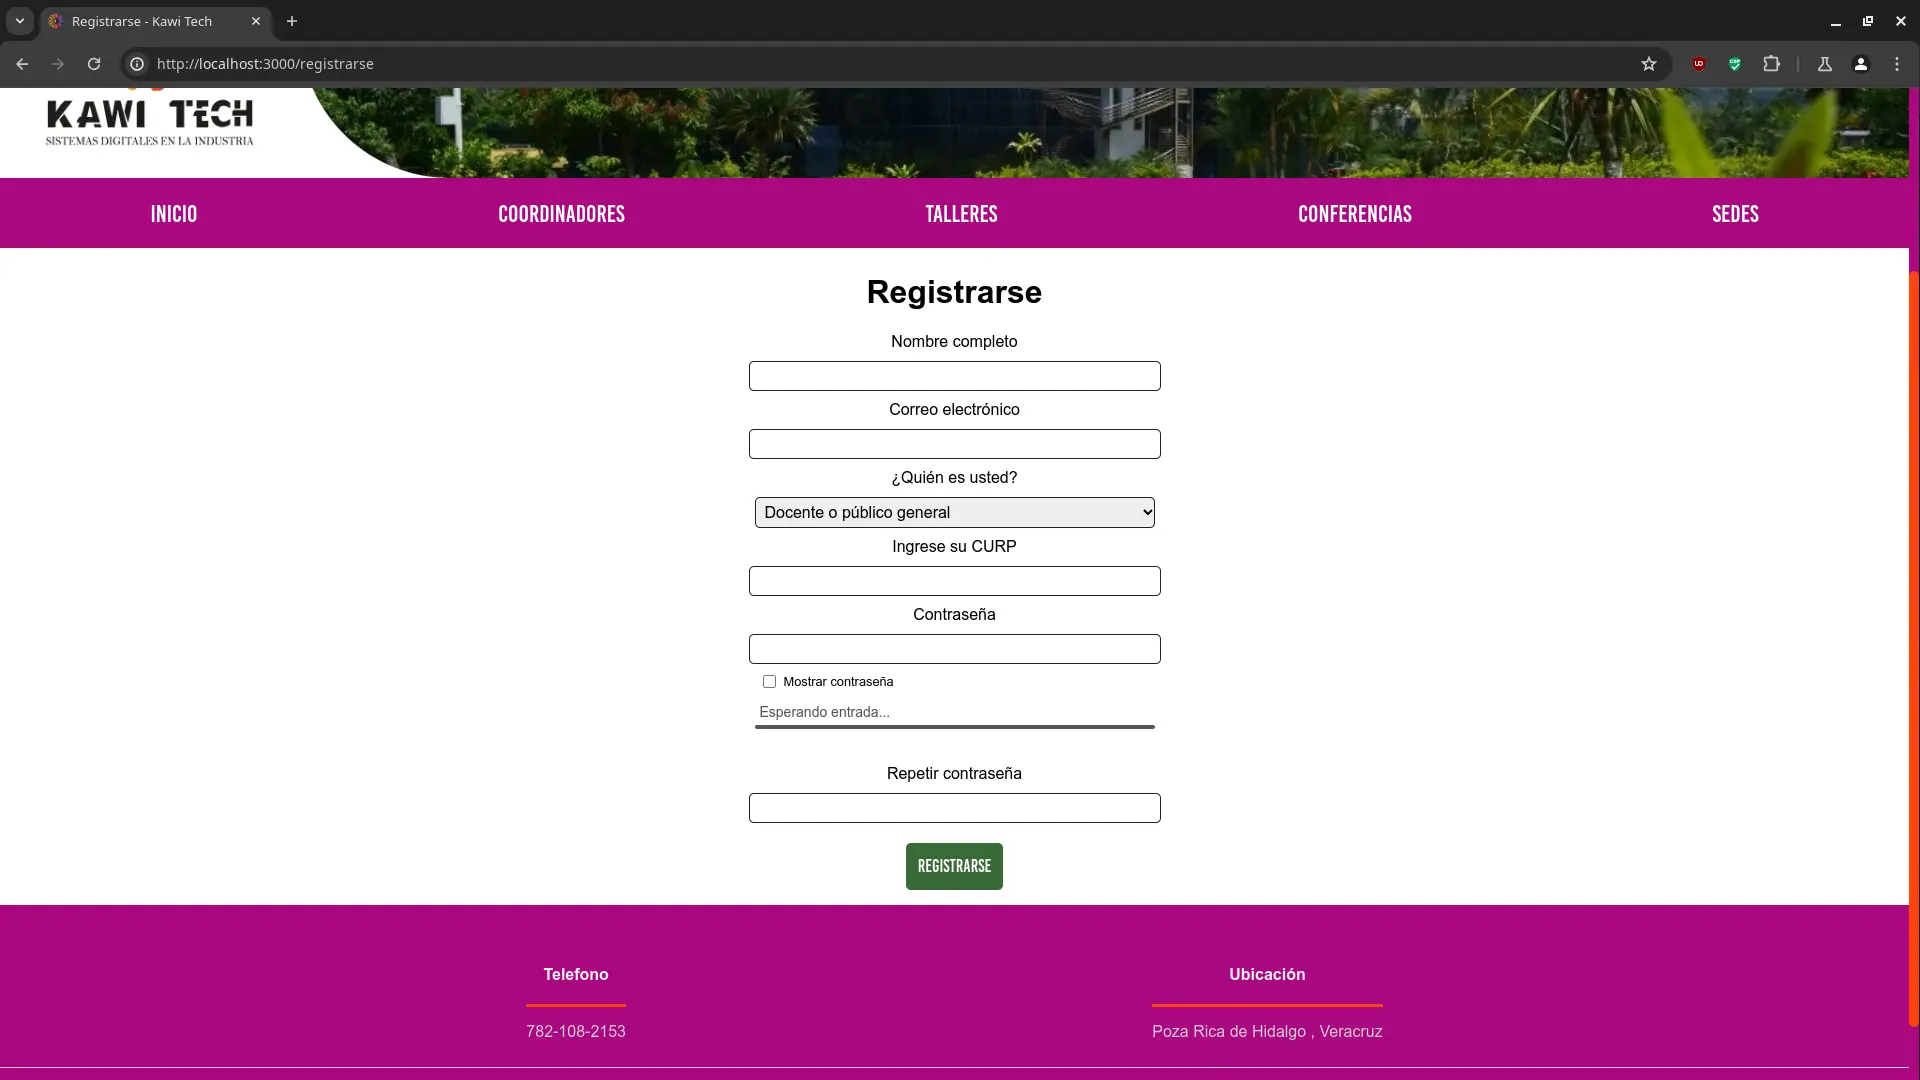 Registrarse - Kawi Tech
http://localhost:3000/registrarse
KAWI TECH
SISTEMAS DIGITALES EN LA INDUSTRIA
INICIO COORDINADORES TALLERES CONFERENCIAS SEDES
Registrarse
Nombre completo
Correo electrónico
¿Quién es usted?
Docente o público general
Ingrese su CURP
Contraseña
Mostrar contraseña
Esperando entrada...
Repetir contraseña
REGISTRARSE
Telefono
782-108-2153
Ubicación
Poza Rica de Hidalgo , Veracruz